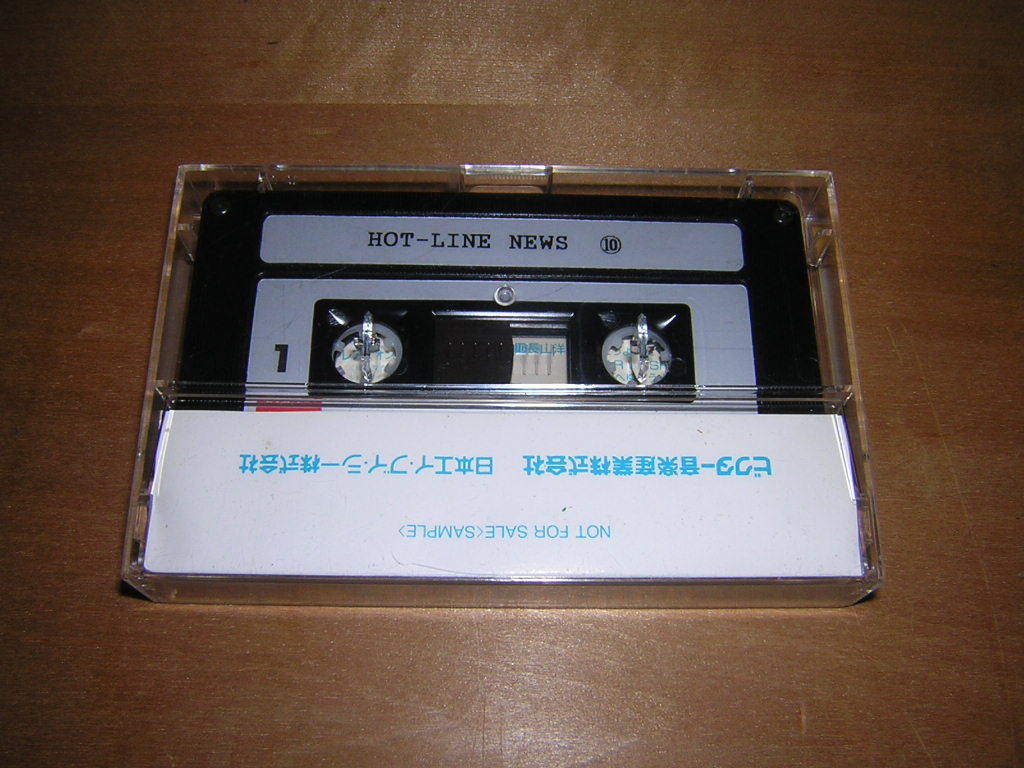 HOT-LINE NEWS ⑩
1
ビクター音楽産業株式会社 日本エイ・ブイ・シー株式会社
NOT FOR SALE<SAMPLE>